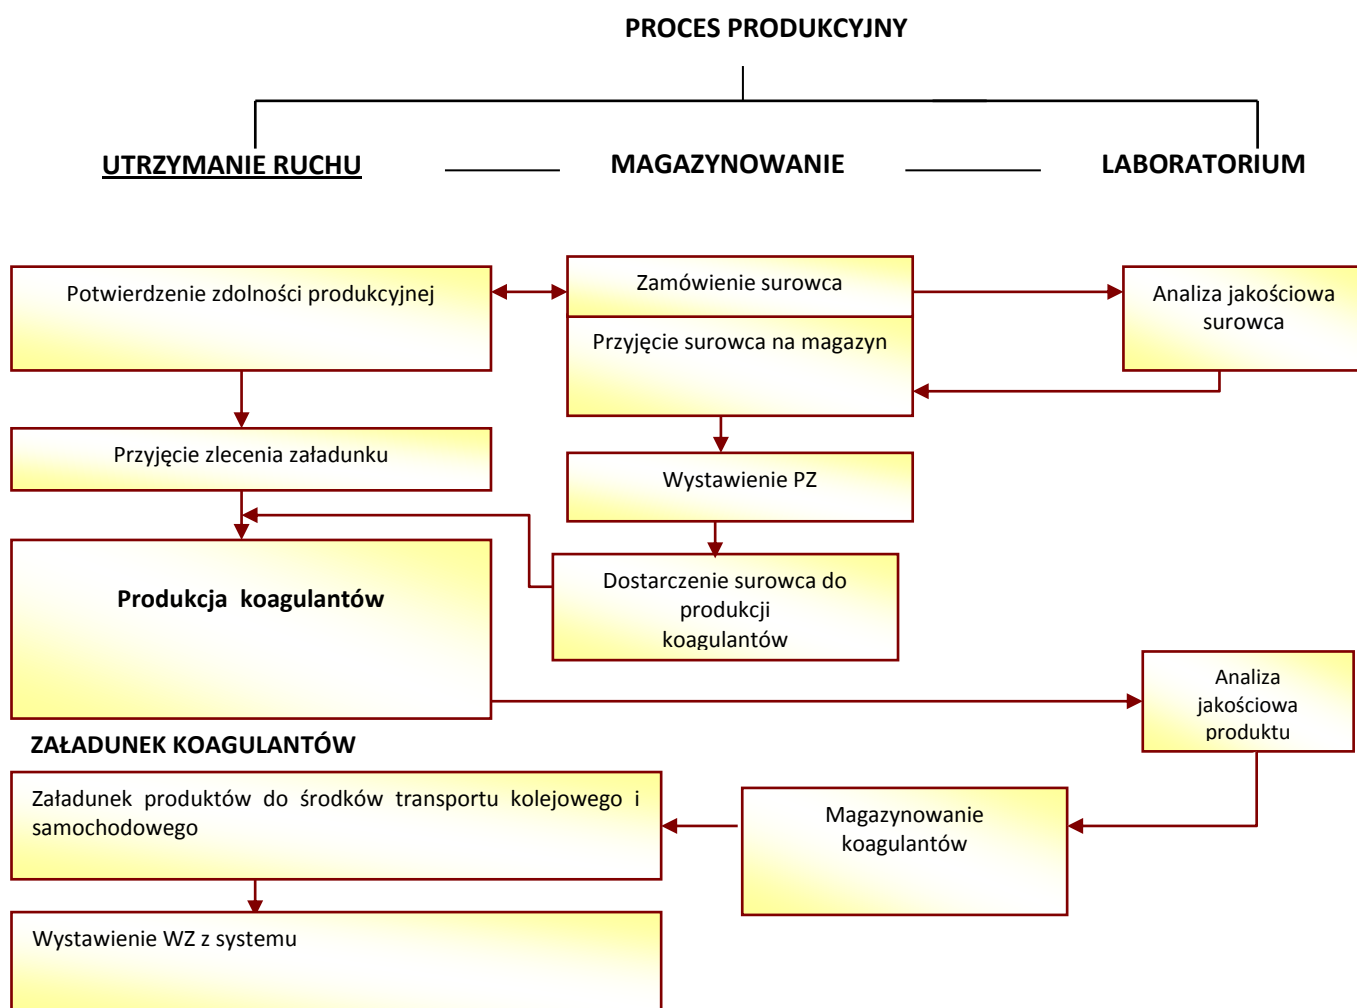 PROCES PRODUKCYJNY
UTRZYMANIE RUCHU
MAGAZYNOWANIE
LABORATORIUM
Potwierdzenie zdolności produkcyjnej
Zamówienie surowca
Analiza jakościowa
surowca
Przyjęcie surowca na magazyn
Przyjęcie zlecenia załadunku
Wystawienie PZ
Produkcja koagulantów
Dostarczenie surowca do
produkcji
koagulantów
Analiza
jakościowa
produktu
ZAŁADUNEK KOAGULANTÓW
Załadunek produktów do środków transportu kolejowego i
samochodowego
Magazynowanie
koagulantów
Wystawienie WZ z systemu